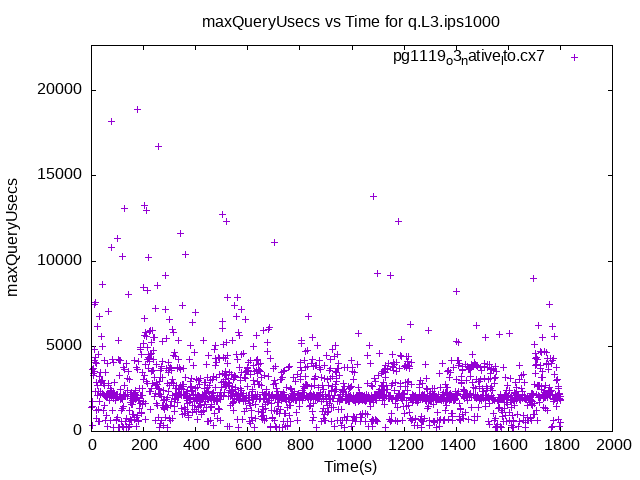 maxQueryUsecs vs Time for q.L3.ips1000
pg1119o3native_lto.cx7
20000
15000
10000
5000
0
maxQueryUsecs
0 200 400 600 800 1000 1200 1400 1600 1800 2000
Time(s)